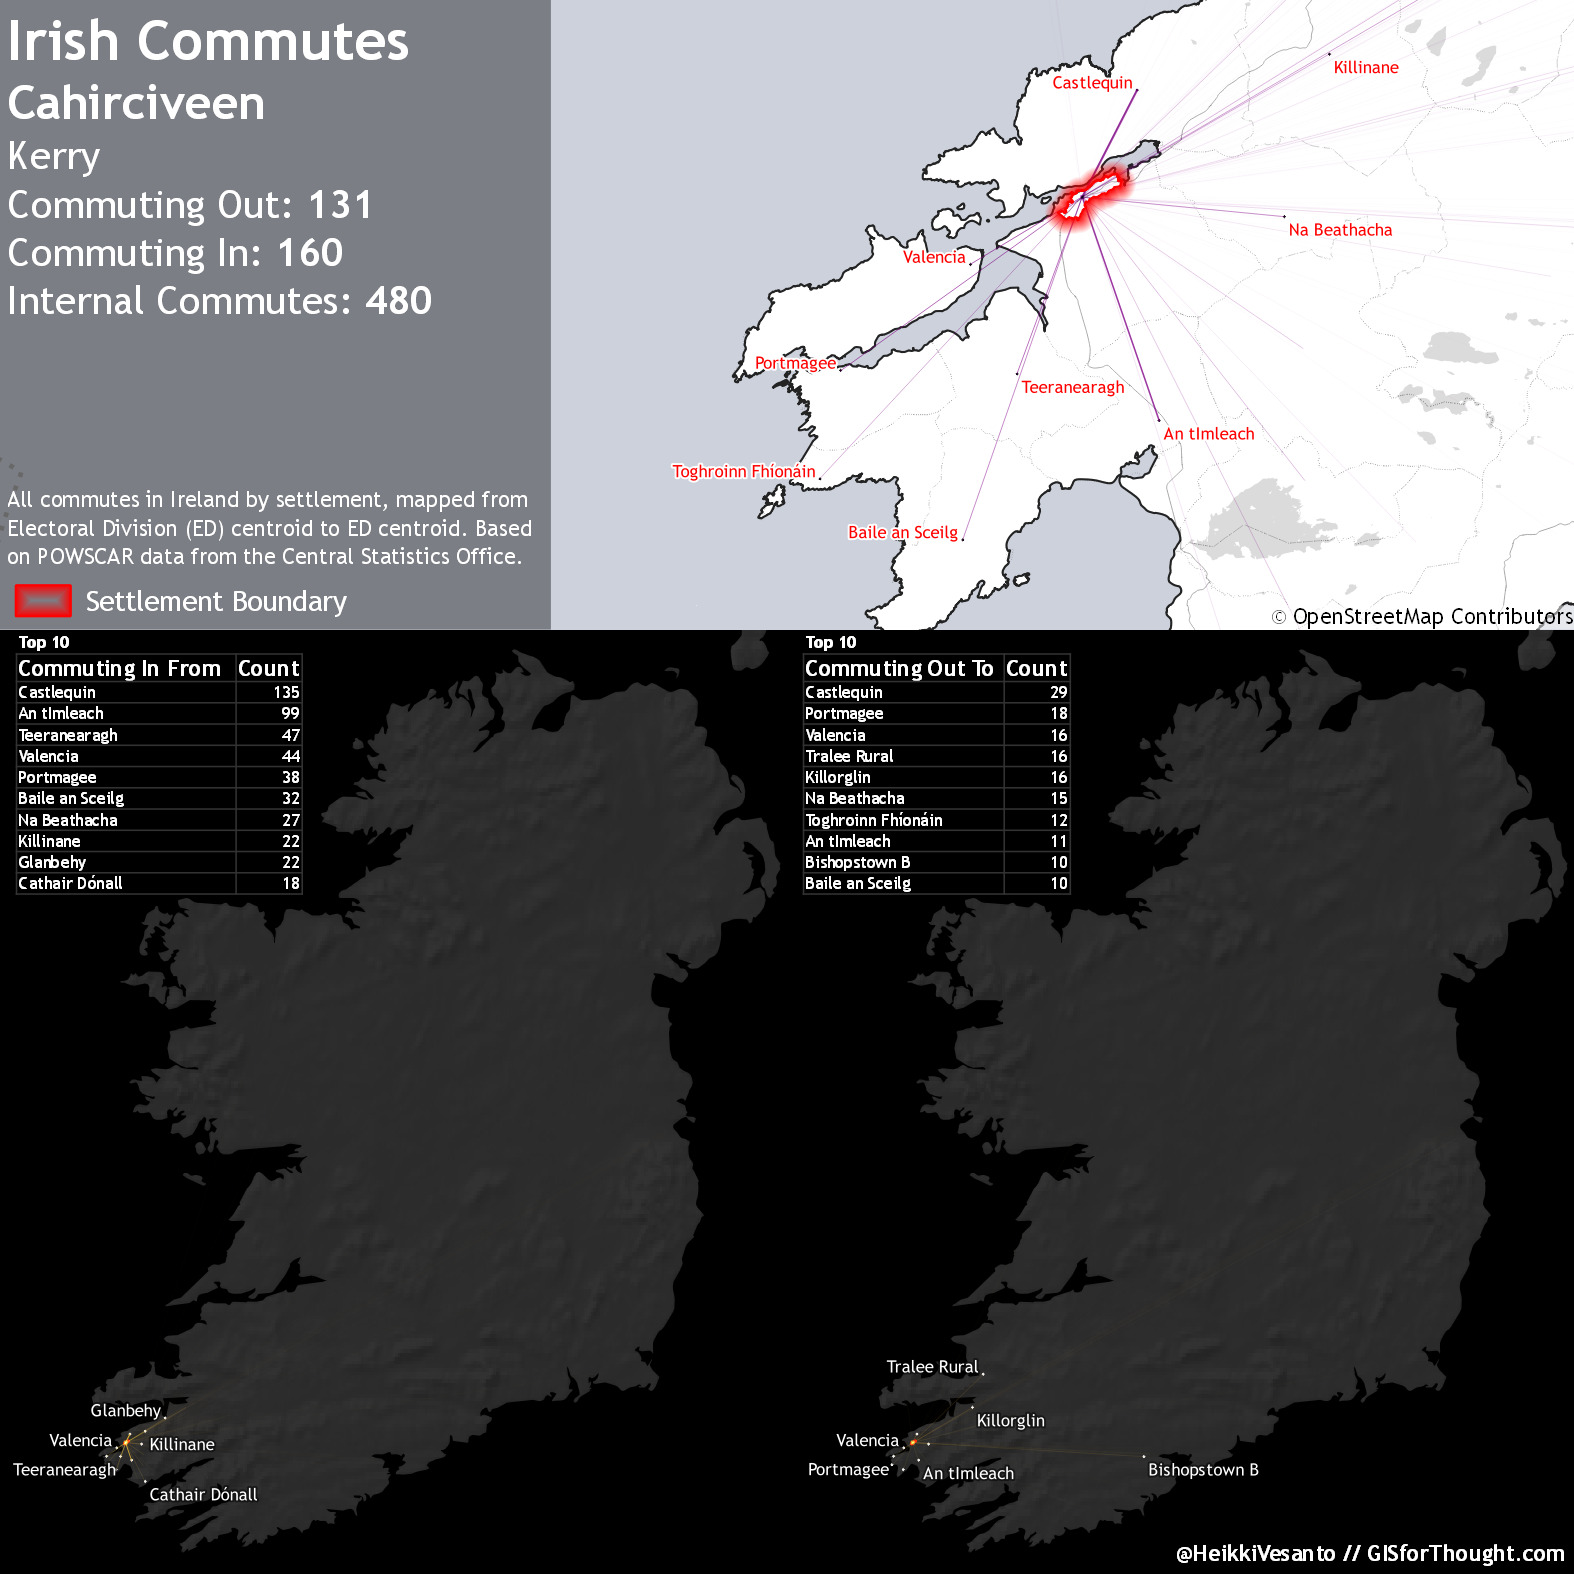 Irish Commutes
Cahirciveen
Kerry
Commuting Out: 131
Commuting In: 160
Internal Commutes: 480
All commutes in Ireland by settlement, mapped from
Electoral Division (ED) centroid to ED centroid. Based
on POWSCAR data from the Central Statistics Office.
Settlement Boundary
Killinane
Castlequin
Na Beathacha
Valencia
Portmagee
Teeranearagh
An tImleach
Toghroinn Fhíonáin
Baile an Sceilg
© OpenStreetMap Contributors
Top 10
Commuting In From Count
Castlequin 135
An tImleach 99
Teeranearagh 47
Valencia 44
Portmagee 38
Baile an Sceilg 32
Na Beathacha 27
Killinane 22
Glanbehy 22
Cathair Dónall 18
Top 10
Commuting Out To Count
Castlequin 29
Portmagee 18
Valencia 16
Tralee Rural 16
Killorglin 16
Na Beathacha 15
Toghroinn Fhíonáin 12
An tImleach 11
Bishopstown B 10
Baile an Sceilg 10
Glanbehy
Valencia
Killinane
Teeranearagh
Cathair Dónall
Tralee Rural
Killorglin
Valencia
Portmagee
An tImleach
Bishopstown B
@HeikkiVesanto // GISforThought.com